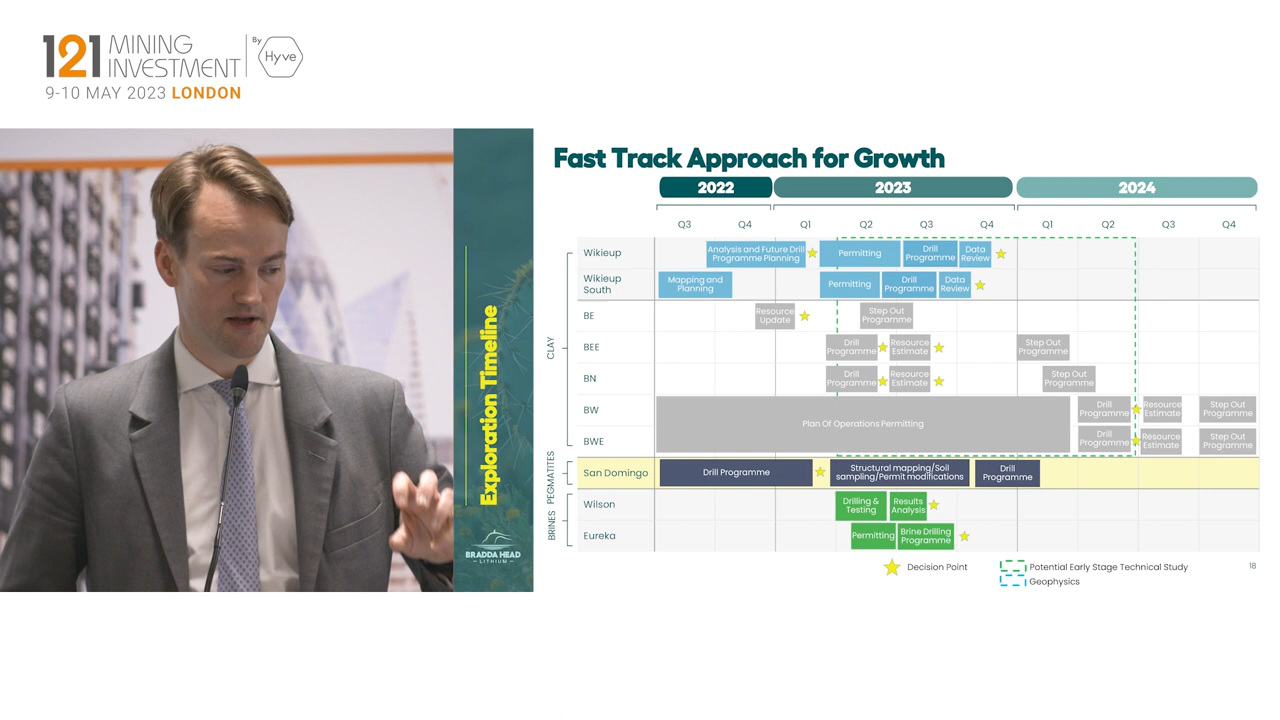 121 MINING INVESTMENT By Hyve
9-10 MAY 2023 LONDON
Exploration Timeline
BRADDA HEAD
LITHIUM
Fast Track Approach for Growth
2022 2023 2024
Q3 Q4 Q1 Q2 Q3 Q4 Q1 Q2 Q3 Q4
CLAY
Wikieup
Analysis and Future Drill
Programme Planning
Permitting
Drill
Programme
Data
Review
Wikieup
South
Mapping and
Planning
Permitting
Drill
Programme
Data
Review
BE
Resource
Update
Step Out
Programme
BEE
Drill
Programme
Resource
Estimate
Step Out
Programme
BN
Drill
Programme
Resource
Estimate
Step Out
Programme
BW
BWE
Plan Of Operations Permitting
Drill
Programme
Resource
Estimate
Step Out
Programme
Drill
Programme
Resource
Estimate
Step Out
Programme
PEGMATITES
San Domingo
Drill Programme
Structural mapping/Soil
sampling/Permit modifications
Drill
Programme
BRINES
Wilson
Drilling &
Testing
Results
Analysis
Eureka
Permitting
Brine Drilling
Programme
Decision Point
Potential Early Stage Technical Study
Geophysics
18